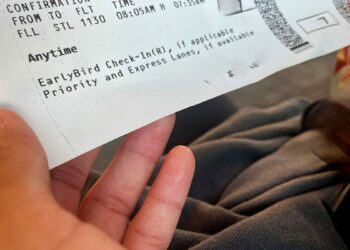 CONFIRMATION
FROM TO FLT TIME
FLL STL 1130 08:05AM H 07:35AM
Anytime
EarlyBird Check-In(R), if applicable
Priority and Express Lanes, if available